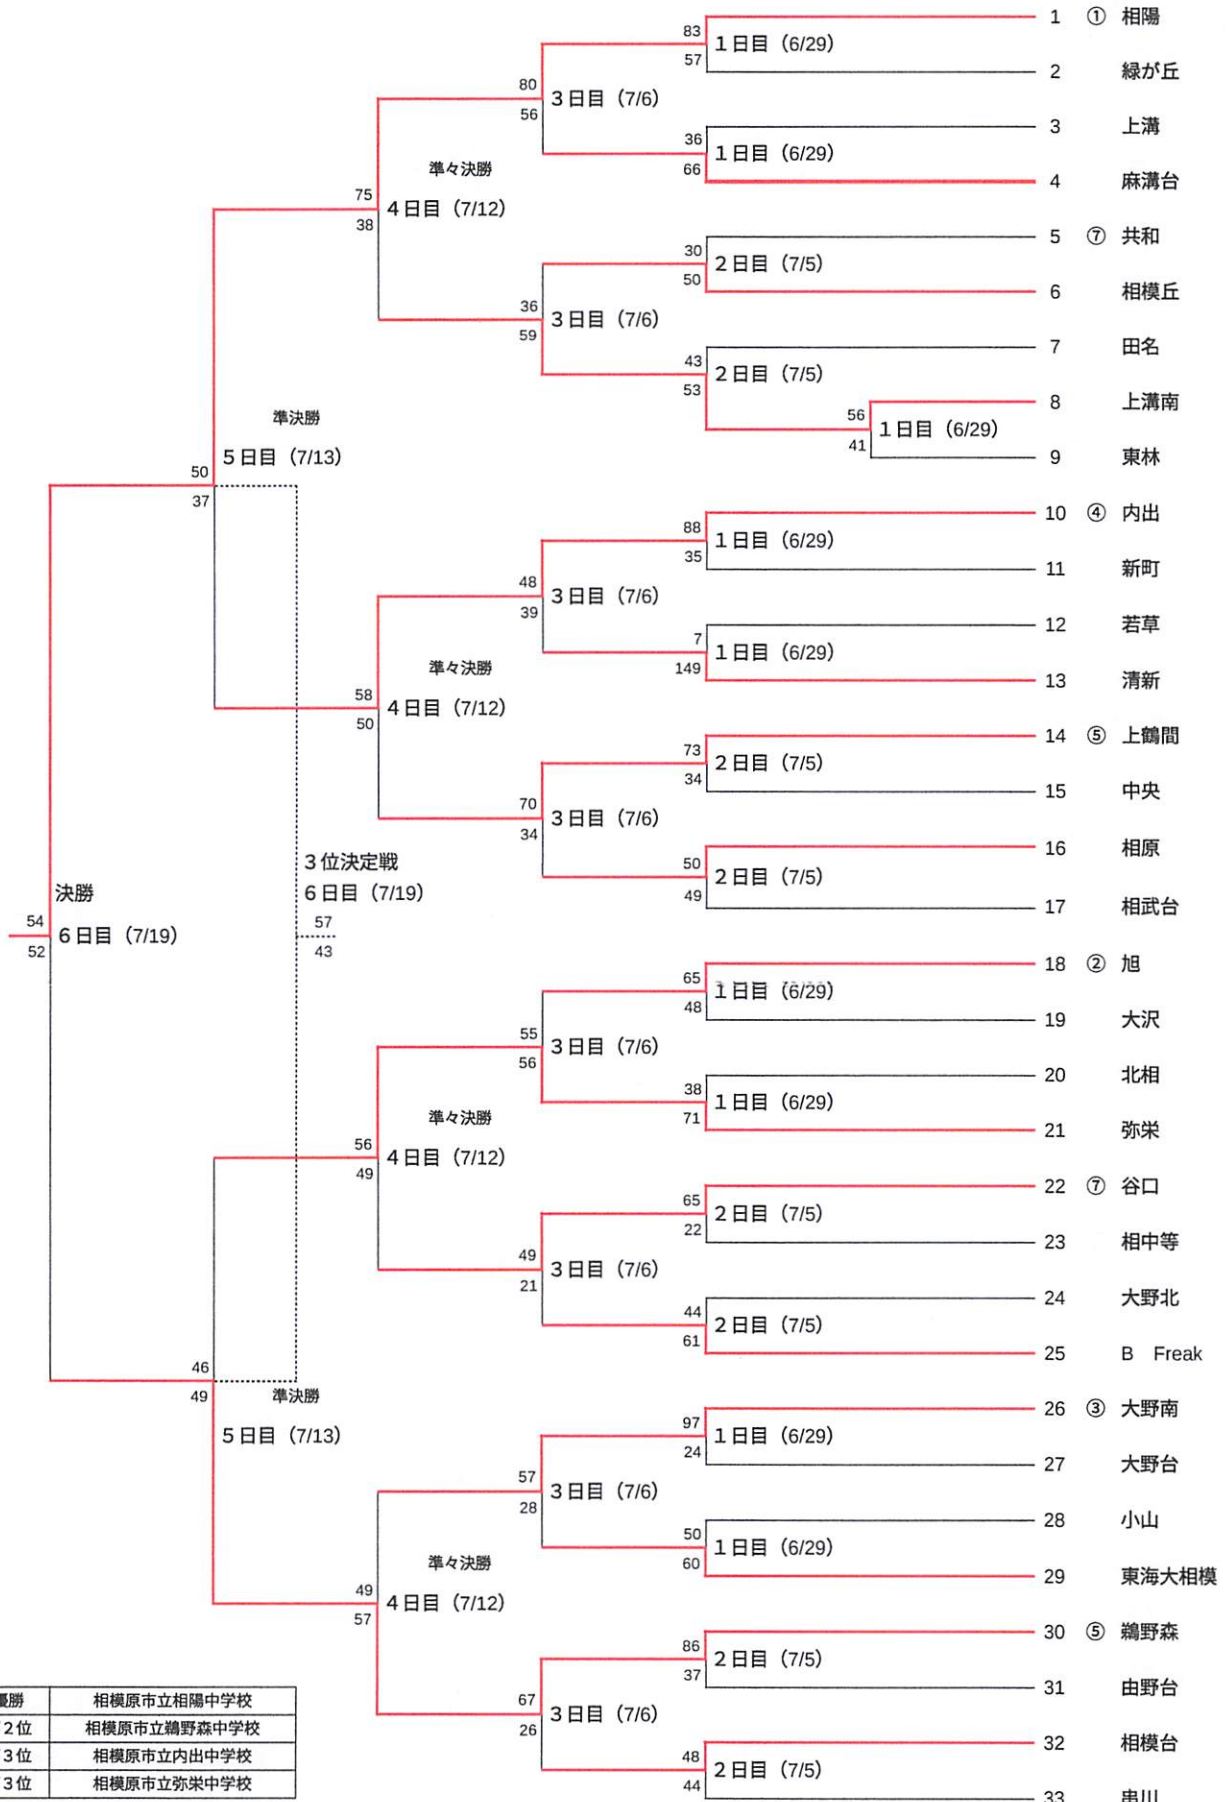 1 ① 相陽
83
1日目 (6/29)
57
2 緑が丘
80
3日目 (7/6)
56
3 上溝
36
1日目 (6/29)
66
4 麻溝台
準々決勝
75
4日目 (7/12)
38
5 ⑦ 共和
30
2日目 (7/5)
50
6 相模丘
36
3日目 (7/6)
59
7 田名
43
2日目 (7/5)
53
8 上溝南
56
1日目 (6/29)
41
9 東林
準決勝
5日目 (7/13)
50
37
10 ④ 内出
88
1日目 (6/29)
35
11 新町
48
3日目 (7/6)
39
12 若草
7
1日目 (6/29)
149
13 清新
準々決勝
58
4日目 (7/12)
50
14 ⑤ 上鶴間
73
2日目 (7/5)
34
15 中央
70
3日目 (7/6)
34
16 相原
50
2日目 (7/5)
49
17 相武台
3位決定戦
6日目 (7/19)
57
43
決勝
54
6日目 (7/19)
52
18 ② 旭
65
1日目 (6/29)
48
19 大沢
55
3日目 (7/6)
56
20 北相
38
1日目 (6/29)
71
21 弥栄
準々決勝
56
4日目 (7/12)
49
22 ⑦ 谷口
65
2日目 (7/5)
22
23 相中等
49
3日目 (7/6)
21
24 大野北
44
2日目 (7/5)
61
25 B Freak
46
49
準決勝
5日目 (7/13)
26 ③ 大野南
97
1日目 (6/29)
24
27 大野台
57
3日目 (7/6)
28
28 小山
50
1日目 (6/29)
60
29 東海大相模
準々決勝
49
4日目 (7/12)
57
30 ⑤ 鵜野森
86
2日目 (7/5)
37
31 由野台
67
3日目 (7/6)
26
32 相模台
48
2日目 (7/5)
44
33 串川
優勝 相模原市立相陽中学校
2位 相模原市立鵜野森中学校
3位 相模原市立内出中学校
3位 相模原市立弥栄中学校